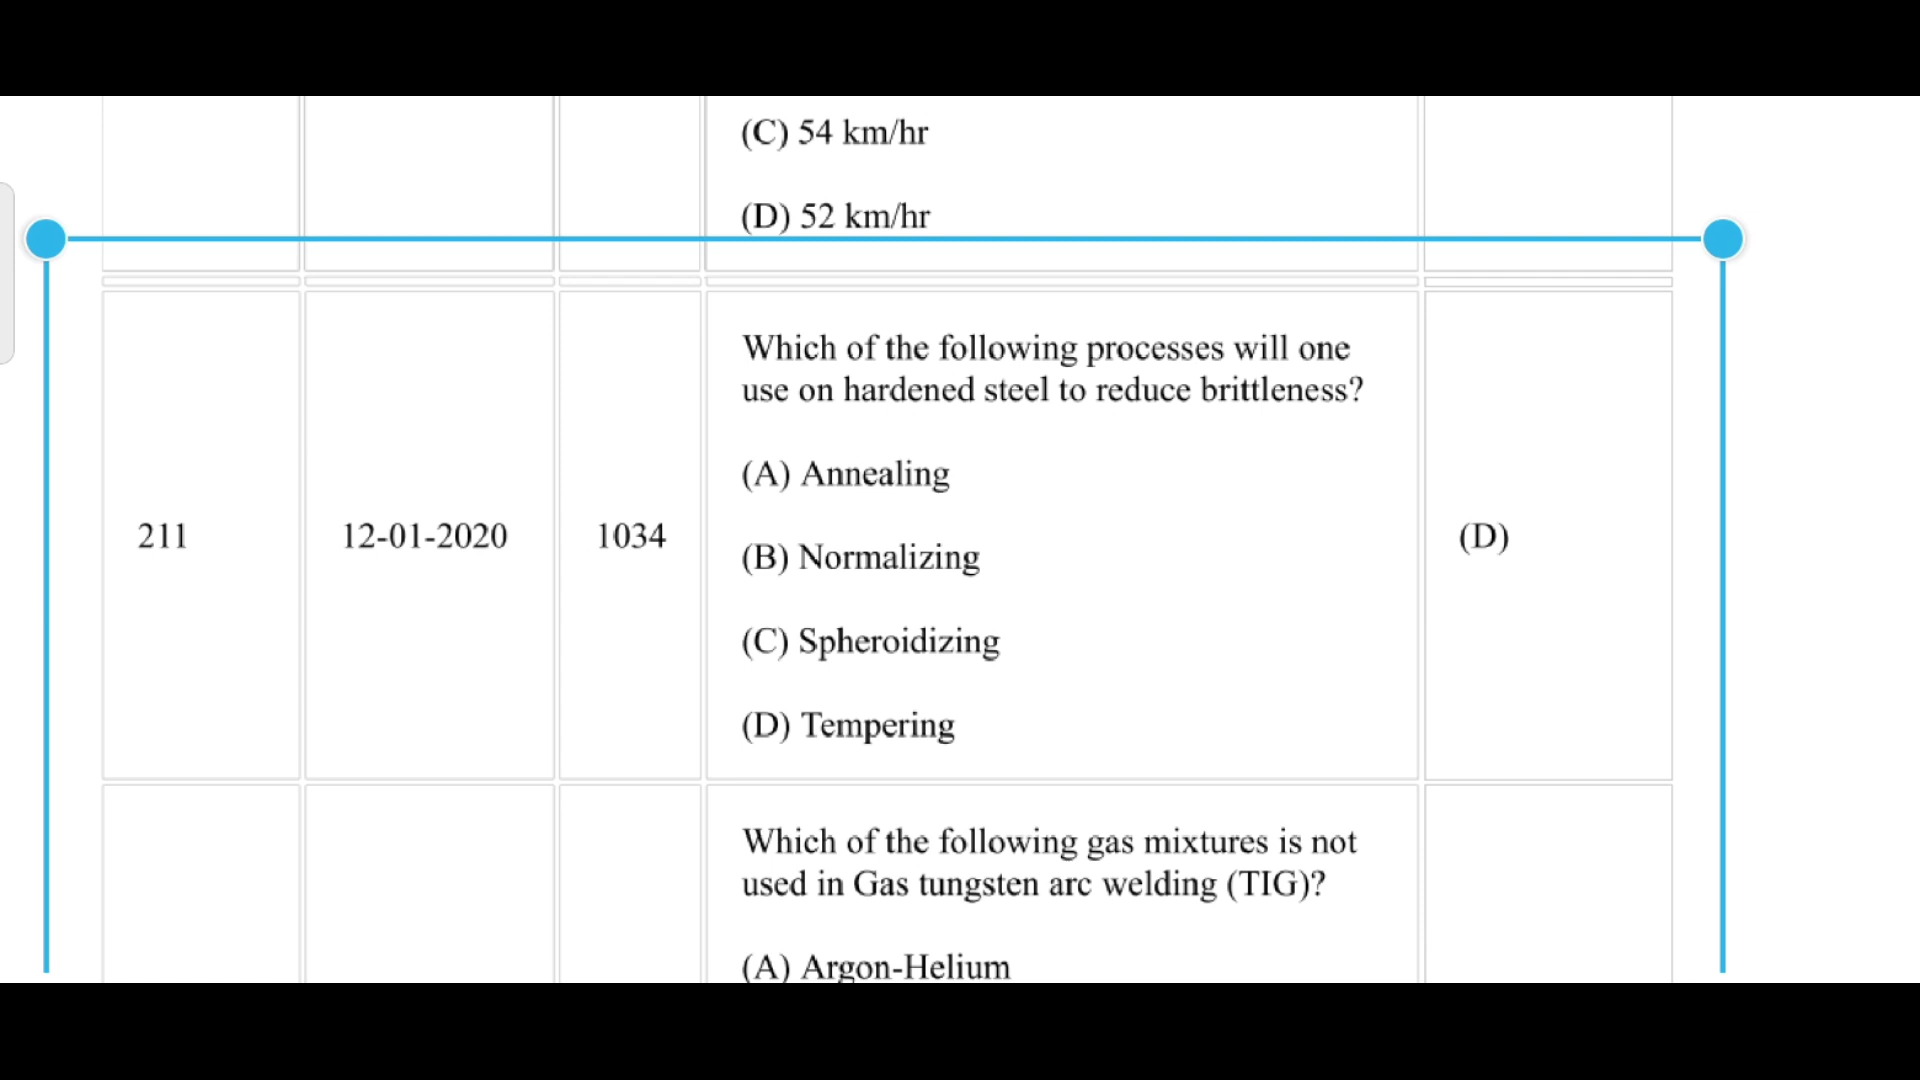 (C) 54 km/hr
(D) 52 km/hr
211
12-01-2020
1034
Which of the following processes will one
use on hardened steel to reduce brittleness?
(A) Annealing
(B) Normalizing
(C) Spheroidizing
(D) Tempering
(D)
Which of the following gas mixtures is not
used in Gas tungsten arc welding (TIG)?
(A) Argon-Helium